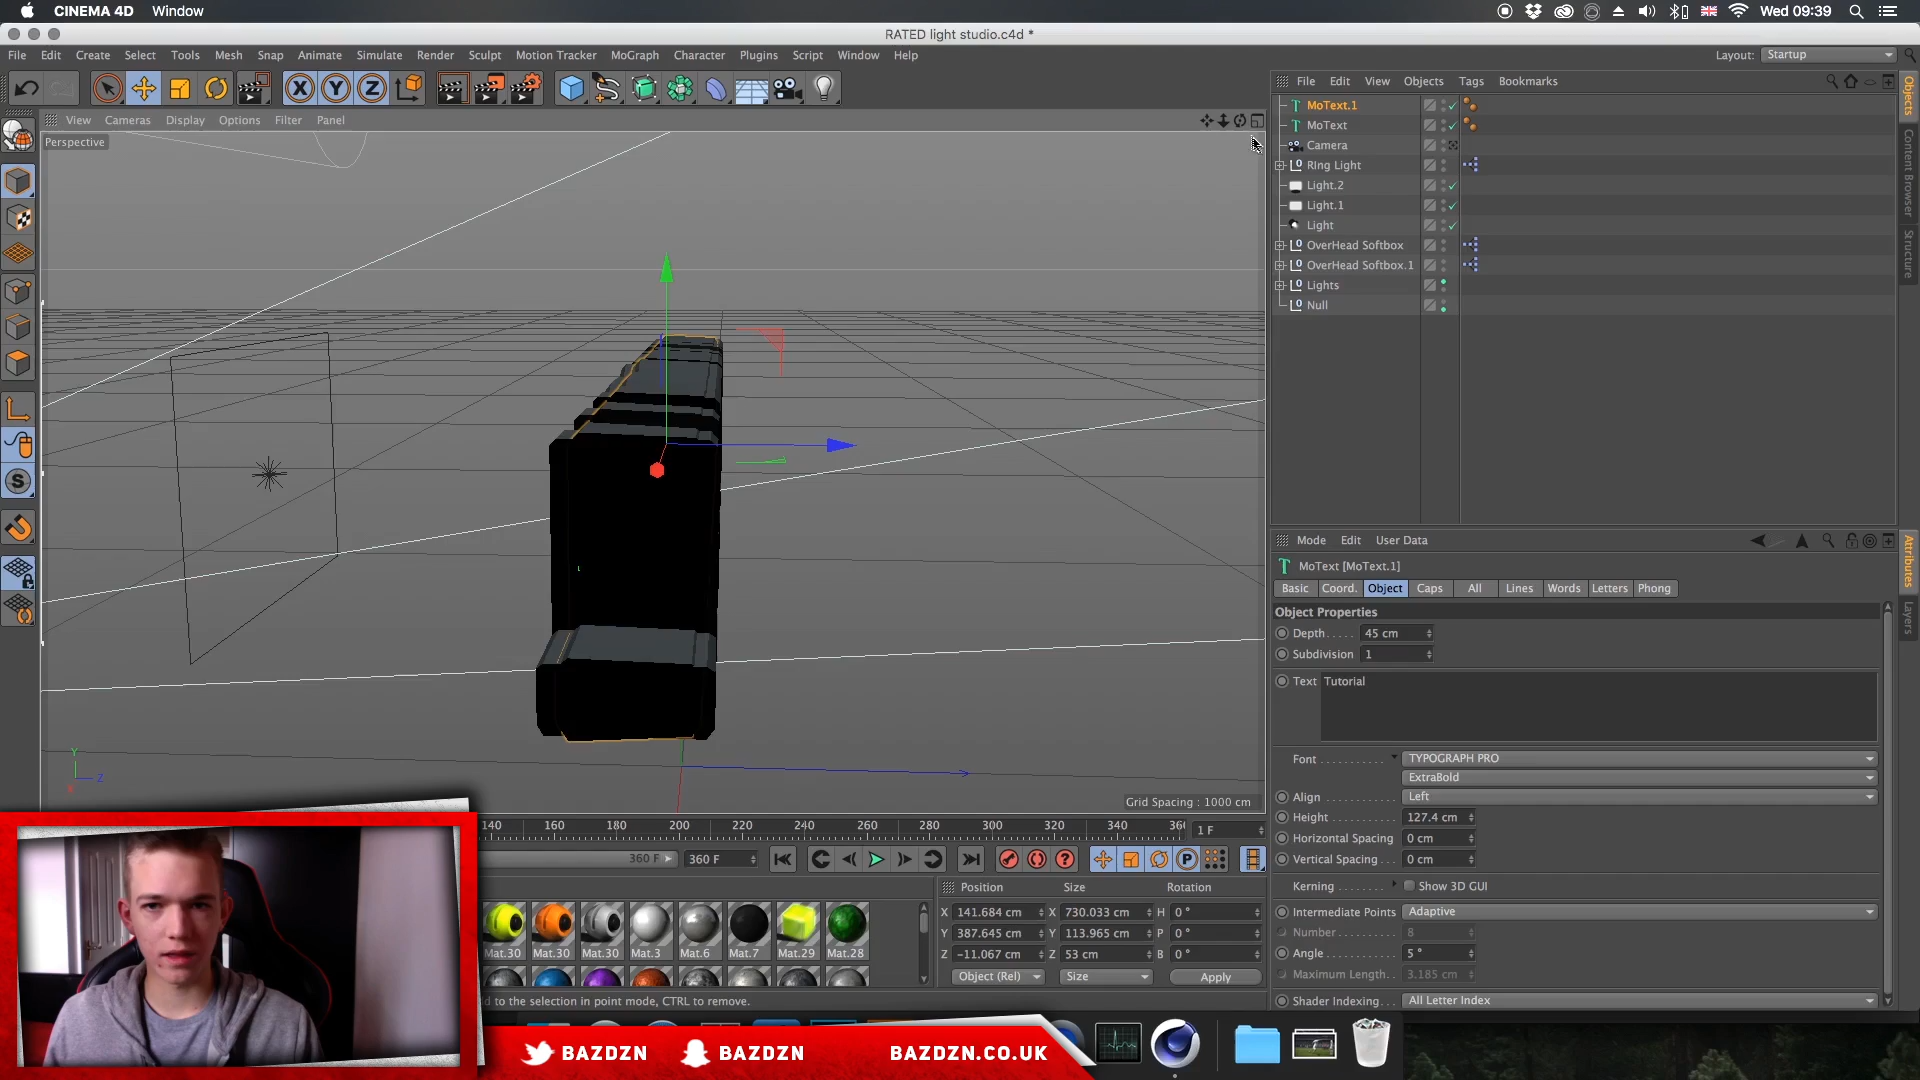 CINEMA 4D Window
Wed 09:39
RATED light studio.c4d *
File Edit Create Select Tools Mesh Snap Animate Simulate Render Sculpt Motion Tracker MoGraph Character Plugins Script Window Help
Layout: Startup
X Y Z
File Edit View Objects Tags Bookmarks
View Cameras Display Options Filter Panel
Perspective
MoText.1
MoText
Camera
RIng Light
Light.2
Light.1
Light
OverHead Softbox
OverHead Softbox.1
Lights
Null
Objects
Content Browser
Structure
Mode Edit User Data
MoText [MoText.1]
Basic Coord. Object Caps All Lines Words Letters Phong
Object Properties
Depth 45 cm
Subdivision 1
Text Tutorial
Font TYPOGRAPH PRO
ExtraBold
Align Left
Height 127.4 cm
Horizontal Spacing 0 cm
Vertical Spacing 0 cm
Kerning Show 3D GUI
Intermediate Points Adaptive
Number 8
Angle 5 °
Maximum Length 3.185 cm
Shader Indexing All Letter Index
Attributes
Layers
Y
Z
Grid Spacing : 1000 cm
140 160 180 200 220 240 260 280 300 320 340 36
1 F
360 F 360 F
Position Size Rotation
X 141.684 cm X 730.033 cm H 0 °
Y 387.645 cm Y 113.965 cm P 0 °
Z -11.067 cm Z 53 cm B 0 °
Object (Rel) Size Apply
Mat.30 Mat.30 Mat.30 Mat.3 Mat.6 Mat.7 Mat.29 Mat.28
d to the selection in point mode, CTRL to remove.
BAZDZN BAZDZN BAZDZN.CO.UK